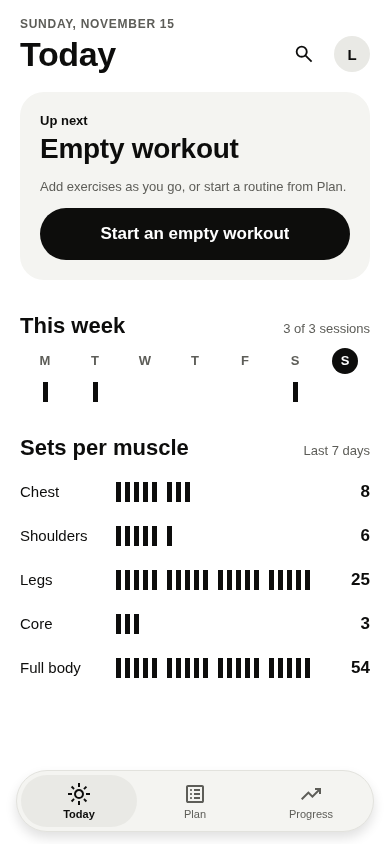 SUNDAY, NOVEMBER 15
Today
L
Up next
Empty workout
Add exercises as you go, or start a routine from Plan.
Start an empty workout
This week
3 of 3 sessions
M T W T F S S
Sets per muscle
Last 7 days
Chest 8
Shoulders 6
Legs 25
Core 3
Full body 54
Today Plan Progress